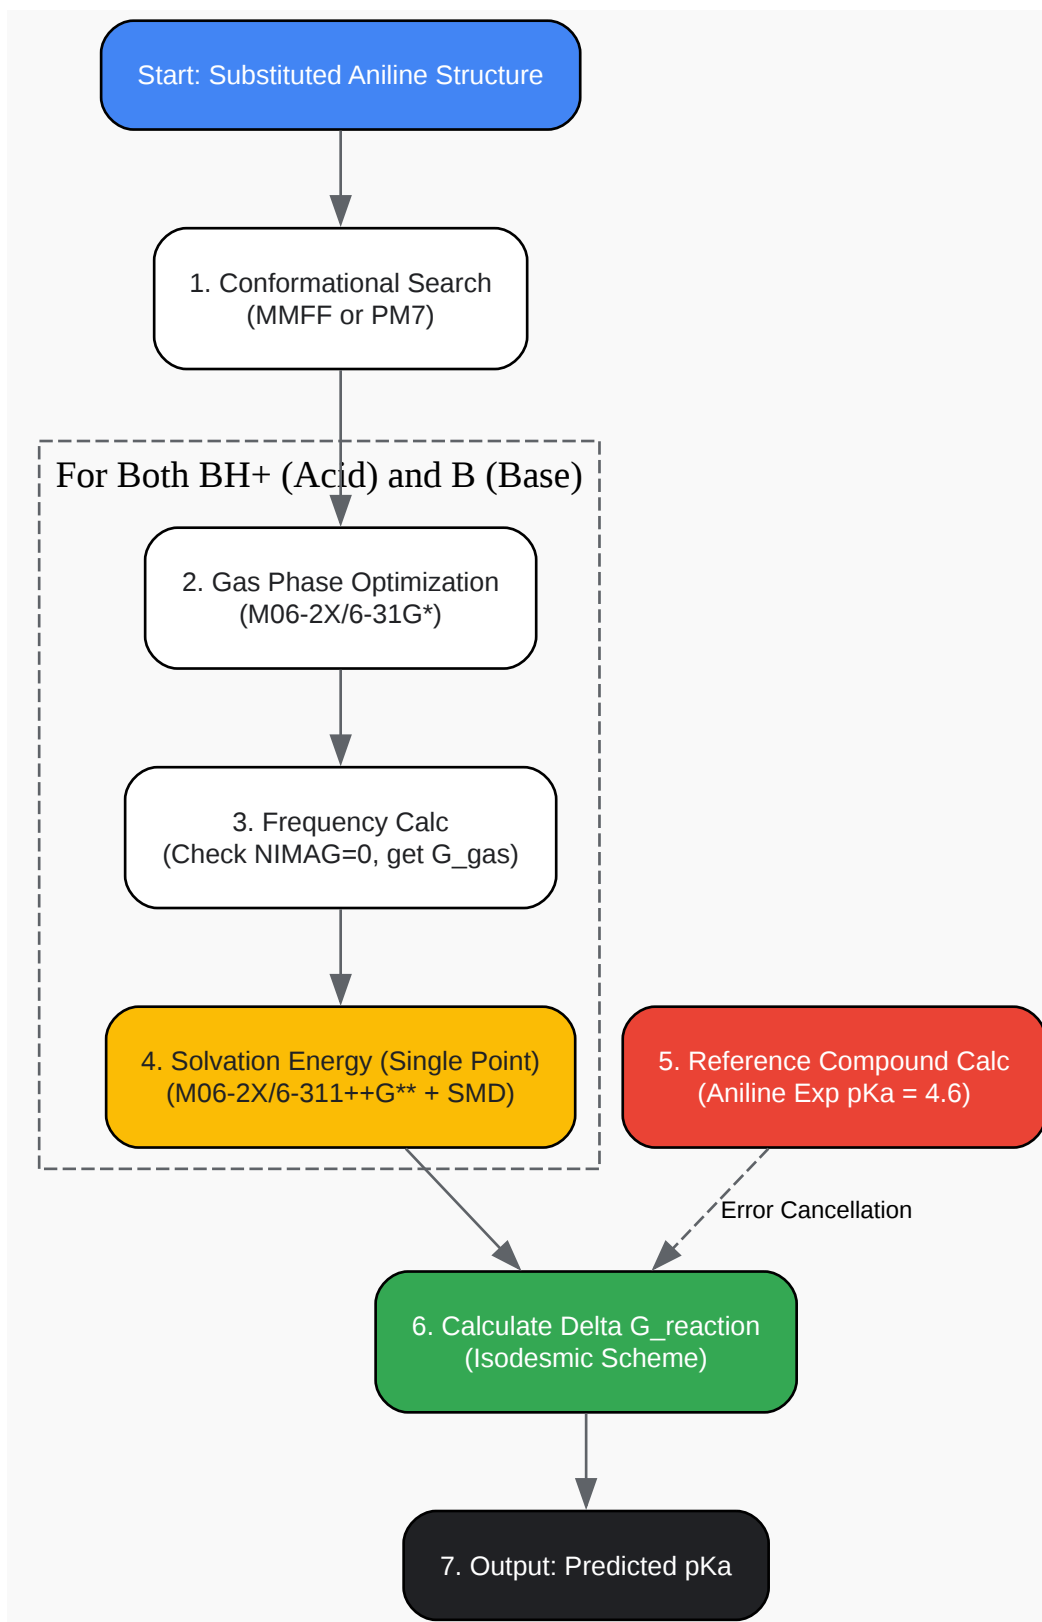 Start: Substituted Aniline Structure
1. Conformational Search
(MMFF or PM7)
For Both BH+ (Acid) and B (Base)
2. Gas Phase Optimization
(M06-2X/6-31G*)
3. Frequency Calc
(Check NIMAG=0, get G_gas)
4. Solvation Energy (Single Point)
(M06-2X/6-311++G** + SMD)
5. Reference Compound Calc
(Aniline Exp pKa = 4.6)
Error Cancellation
6. Calculate Delta G_reaction
(Isodesmic Scheme)
7. Output: Predicted pKa